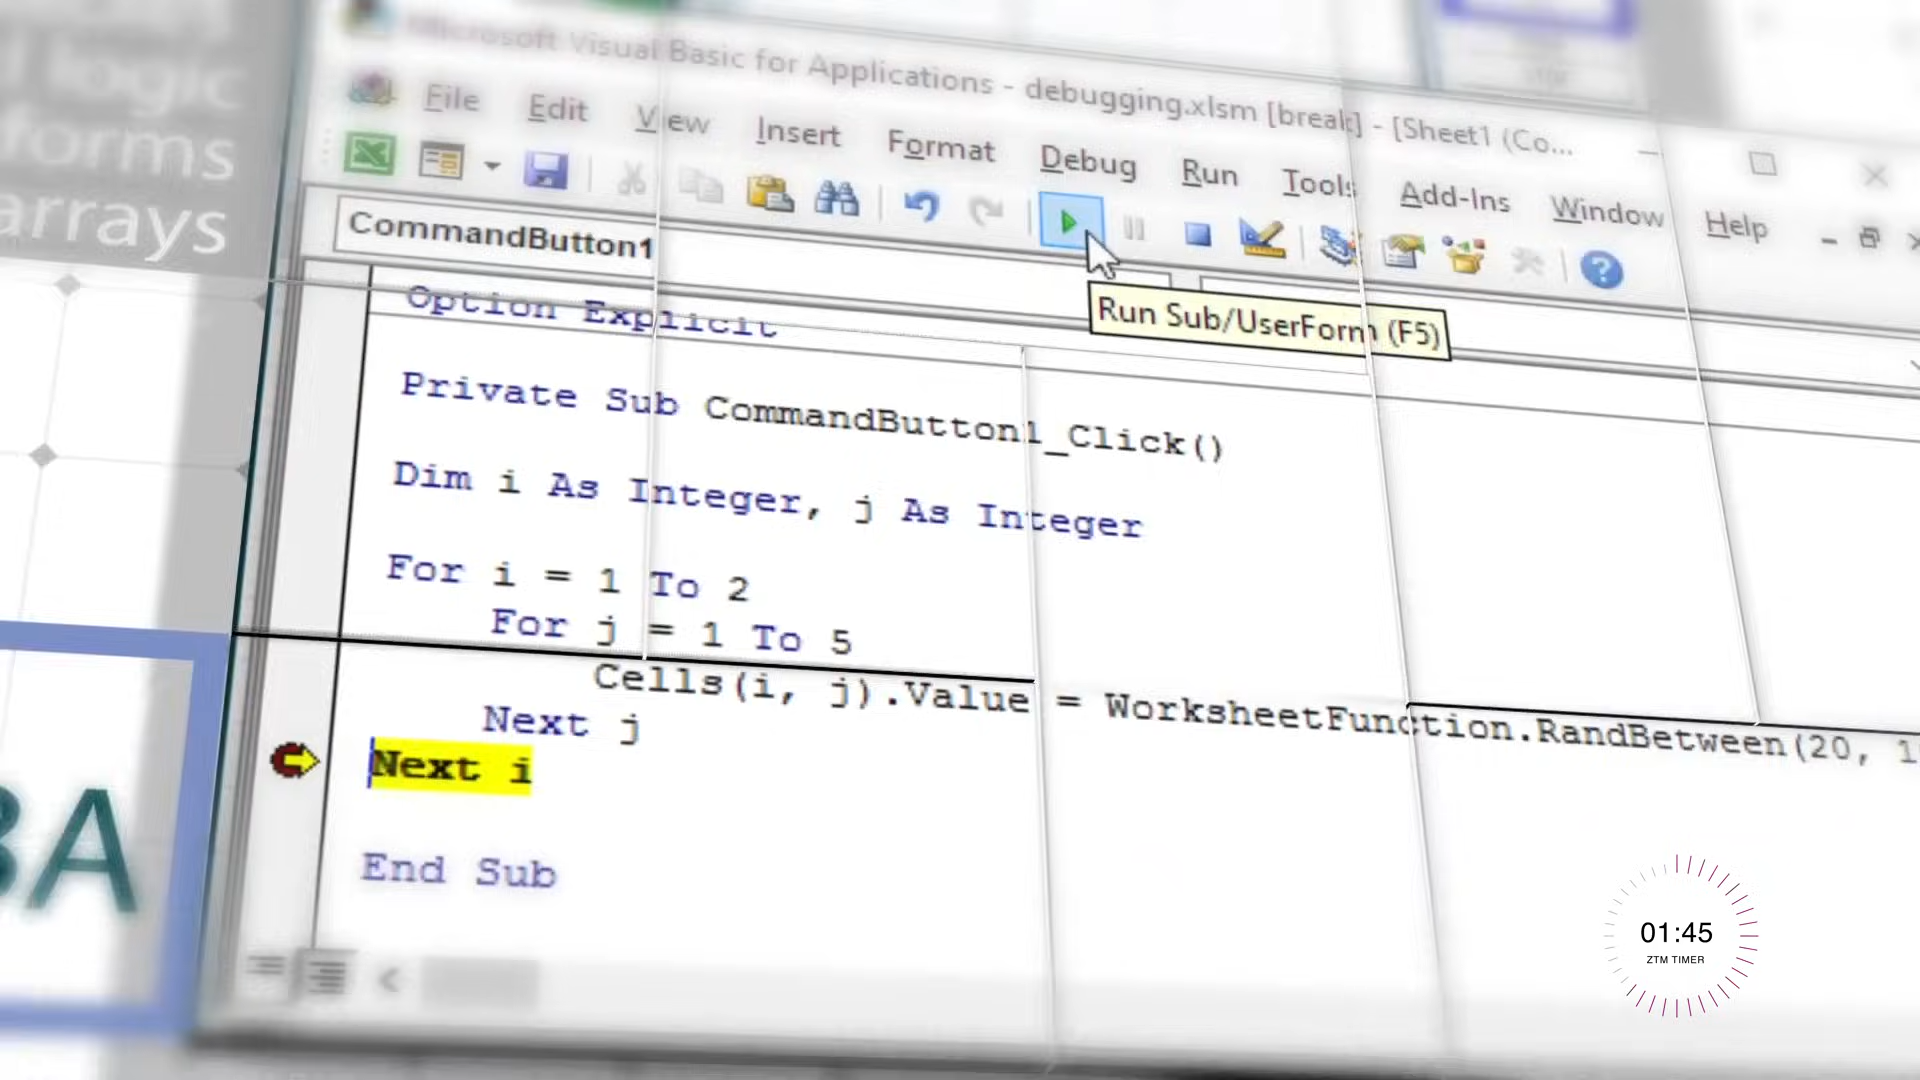 logic
forms
arrays
Microsoft Visual Basic for Applications - debugging.xlsm [break] - [Sheet1 (Co...
File Edit View Insert Format Debug Run Tools Add-Ins Window Help
CommandButton1
Run Sub/UserForm (F5)
Option Explicit
Private Sub CommandButton1_Click()
Dim i As Integer, j As Integer
For i = 1 To 2
For j = 1 To 5
Cells(i, j).Value = WorksheetFunction.RandBetween(20, 1
Next j
Next i
End Sub
BA
01:45
ZTM TIMER